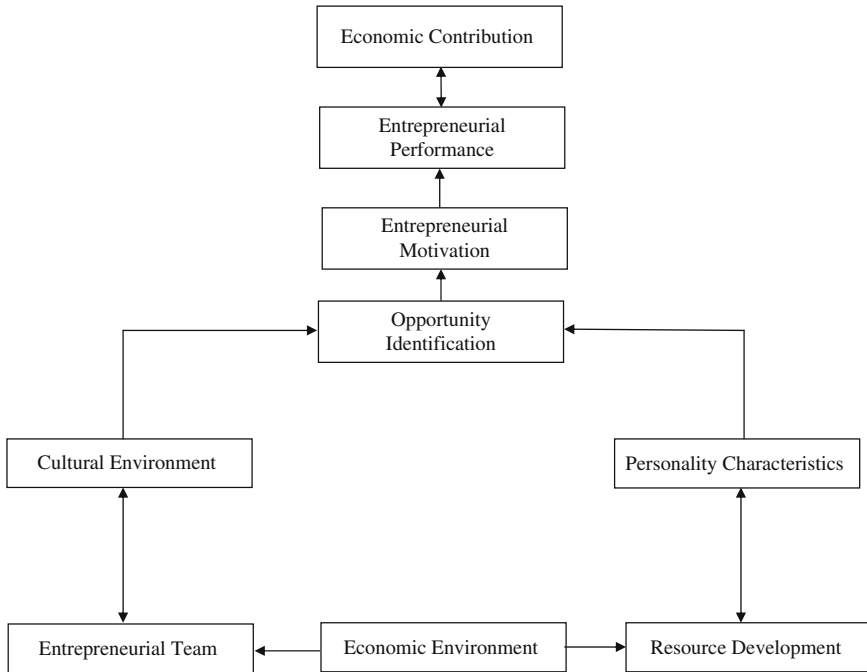 Economic Contribution
Entrepreneurial
Performance
Entrepreneurial
Motivation
Opportunity
Identification
Cultural Environment
Personality Characteristics
Entrepreneurial Team
Economic Environment
Resource Development